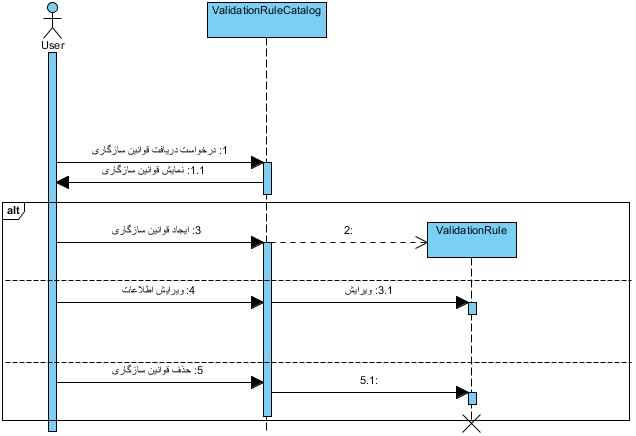 ValidationRuleCatalog
User
1: درخواست دریافت قوانین سازگاری
1.1: نمایش قوانین سازگاری
alt
3: ایجاد قوانین سازگاری
2:
ValidationRule
4: ویرایش اطلاعات
3.1: ویرایش
5: حذف قوانین سازگاری
5.1: